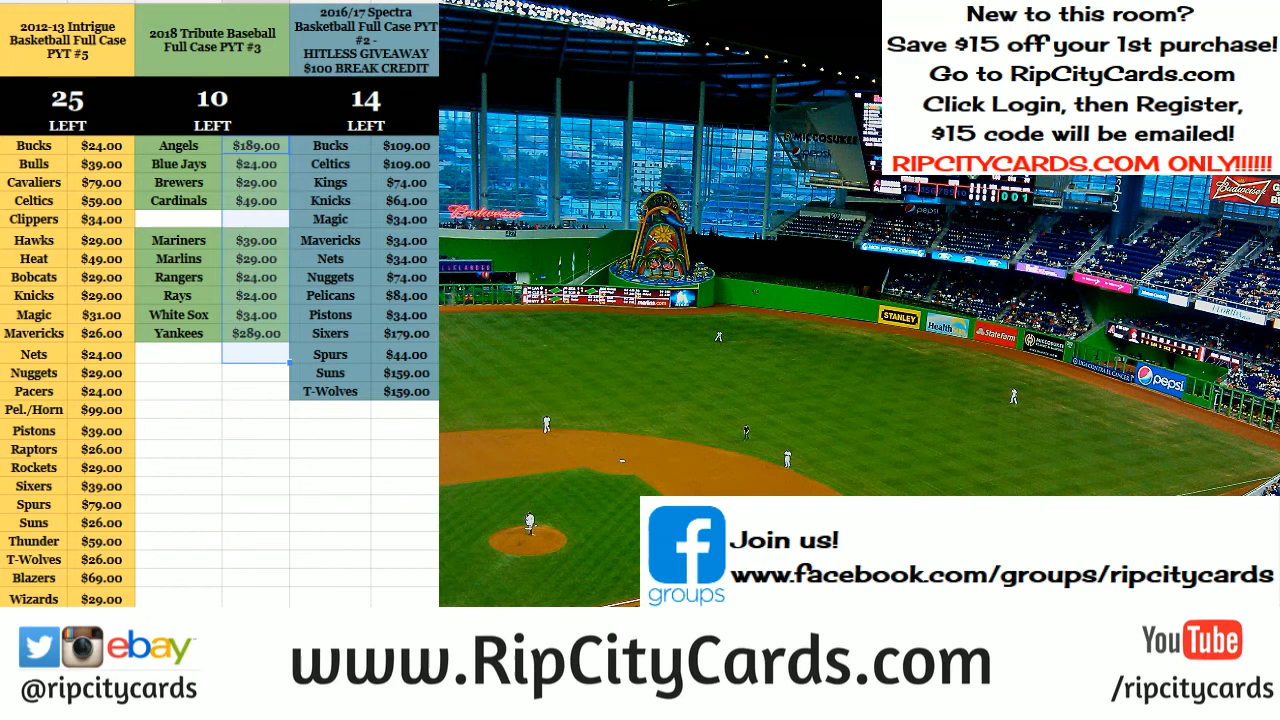 2012-13 Intrigue
Basketball Full Case
PYT #5
25
LEFT
Bucks $24.00
Bulls $39.00
Cavaliers $79.00
Celtics $59.00
Clippers $34.00
Hawks $29.00
Heat $49.00
Bobcats $29.00
Knicks $29.00
Magic $31.00
Mavericks $26.00
Nets $24.00
Nuggets $29.00
Pacers $24.00
Pel./Horn $99.00
Pistons $39.00
Raptors $26.00
Rockets $29.00
Sixers $39.00
Spurs $79.00
Suns $26.00
Thunder $59.00
T-Wolves $26.00
Blazers $69.00
Wizards $29.00
2018 Tribute Baseball
Full Case PYT #3
10
LEFT
Angels $189.00
Blue Jays $24.00
Brewers $29.00
Cardinals $49.00
Mariners $39.00
Marlins $29.00
Rangers $24.00
Rays $24.00
White Sox $34.00
Yankees $289.00
2016/17 Spectra
Basketball Full Case PYT
#2 -
HITLESS GIVEAWAY
$100 BREAK CREDIT
14
LEFT
Bucks $109.00
Celtics $109.00
Kings $74.00
Knicks $64.00
Magic $34.00
Mavericks $34.00
Nets $34.00
Nuggets $74.00
Pelicans $84.00
Pistons $34.00
Sixers $179.00
Spurs $44.00
Suns $159.00
T-Wolves $159.00
New to this room?
Save $15 off your 1st purchase!
Go to RipCityCards.com
Click Login, then Register,
$15 code will be emailed!
RIPCITYCARDS.COM ONLY!!!!!
MICCOSUKEE
Budweiser
Budweiser
pepsi
001
427
STANLEY
Health
State Farm
MICCOSUKEE
pepsi
Join us!
www.facebook.com/groups/ripcitycards
groups
ebay
@ripcitycards
www.RipCityCards.com
YouTube
/ripcitycards